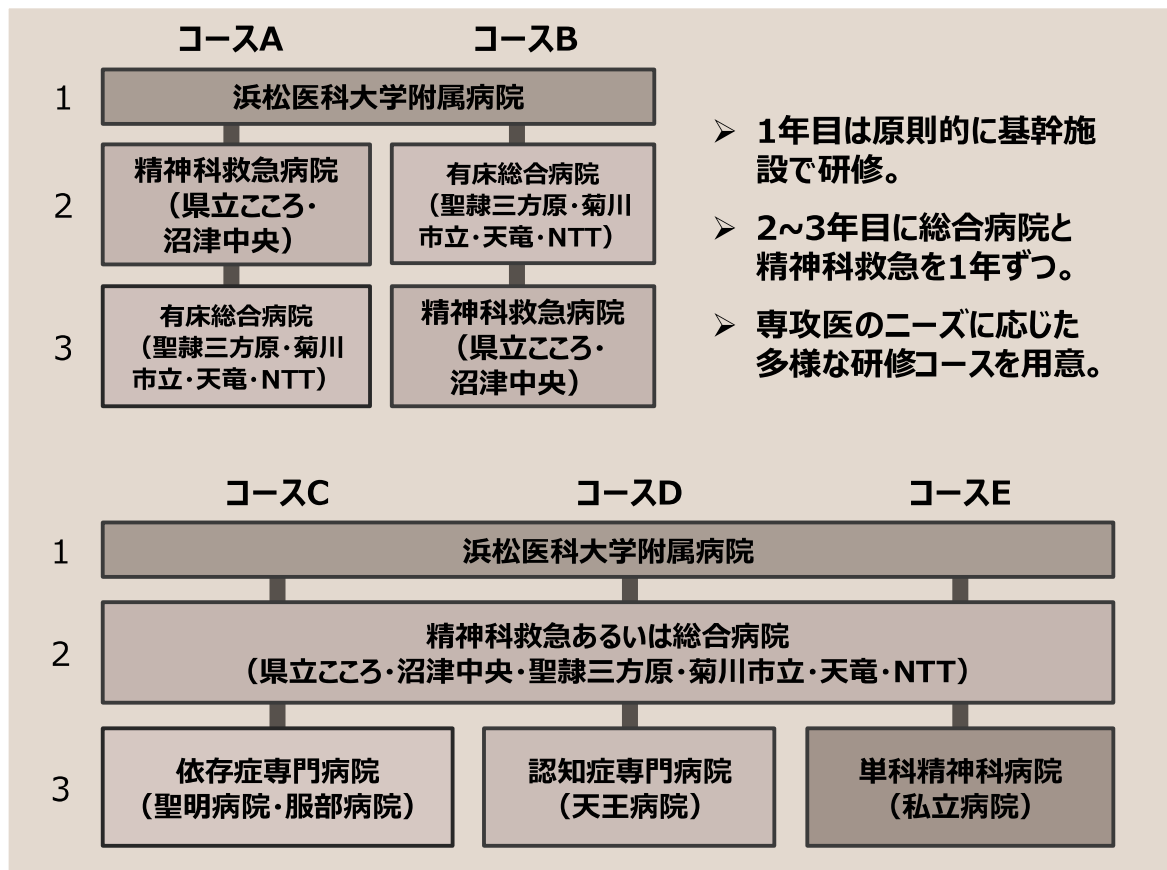 コースA
コースB
1
浜松医科大学附属病院
2
精神科救急病院
（県立こころ・
沼津中央）
有床総合病院
（聖隷三方原・菊川
市立・天竜・NTT）
3
有床総合病院
（聖隷三方原・菊川
市立・天竜・NTT）
精神科救急病院
（県立こころ・
沼津中央）
➢ 1年目は原則的に基幹施
設で研修。
➢ 2~3年目に総合病院と
精神科救急を1年ずつ。
➢ 専攻医のニーズに応じた
多様な研修コースを用意。
コースC
コースD
コースE
1
浜松医科大学附属病院
2
精神科救急あるいは総合病院
（県立こころ・沼津中央・聖隷三方原・菊川市立・天竜・NTT）
3
依存症専門病院
（聖明病院・服部病院）
認知症専門病院
（天王病院）
単科精神科病院
（私立病院）